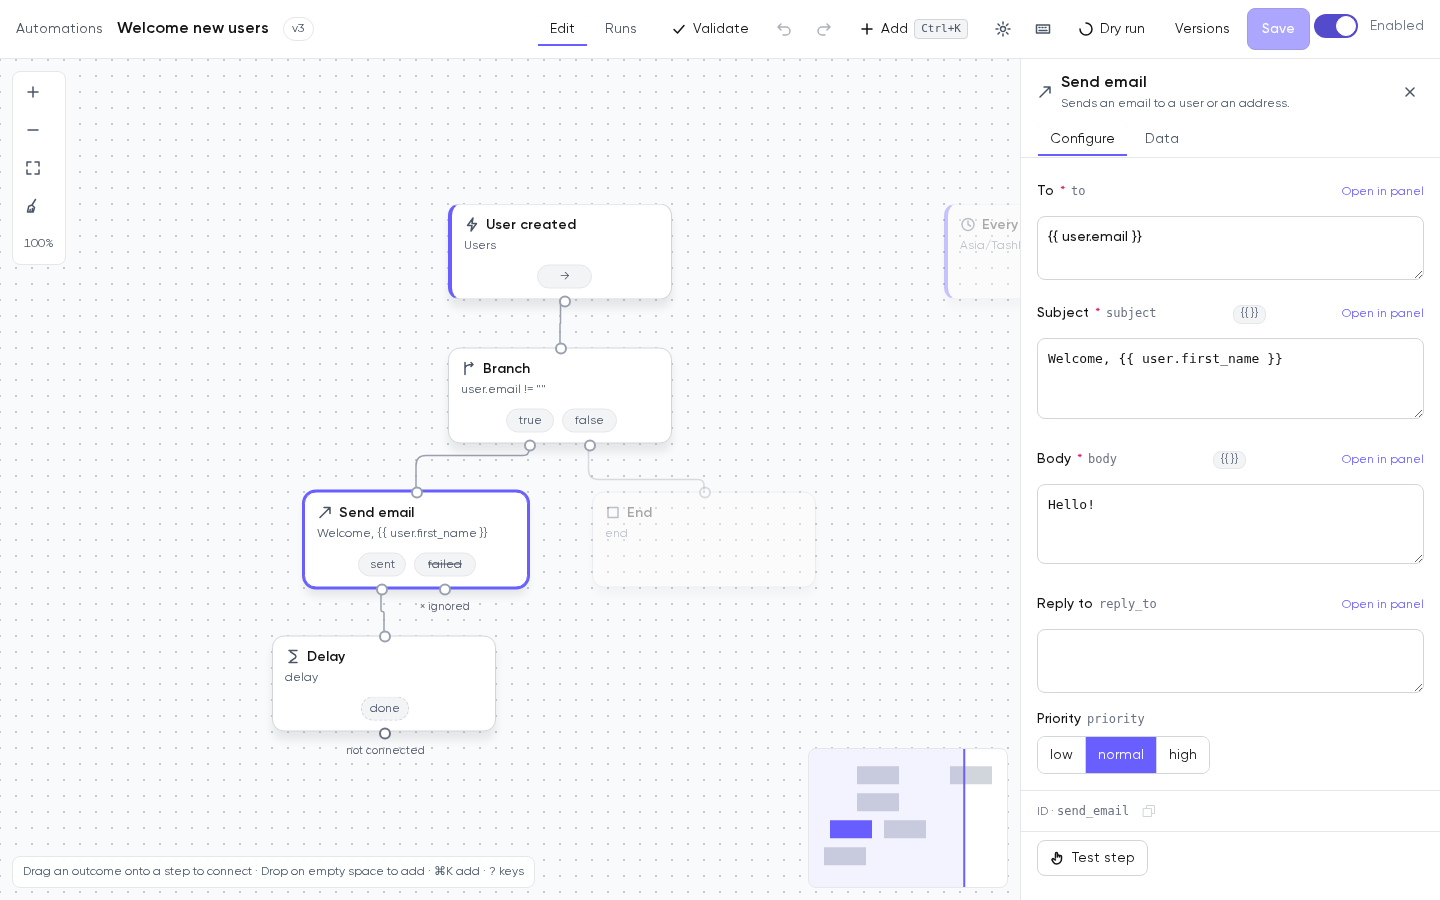 Automations Welcome new users v3 Edit Runs Validate Add Ctrl+K Dry run Versions Save Enabled
100%
User created
Users
→
Every
Branch
user.email != ""
true false
Send email
Welcome, {{ user.first_name }}
sent failed
× ignored
End
end
Delay
delay
done
not connected
Drag an outcome onto a step to connect · Drop on empty space to add · ⌘K add · ? keys
Send email
Sends an email to a user or an address.
Configure Data
To * to Open in panel
{{ user.email }}
Subject * subject {{ }} Open in panel
Welcome, {{ user.first_name }}
Body * body {{ }} Open in panel
Hello!
Reply to reply_to Open in panel
Priority priority
low normal high
ID · send_email
Test step